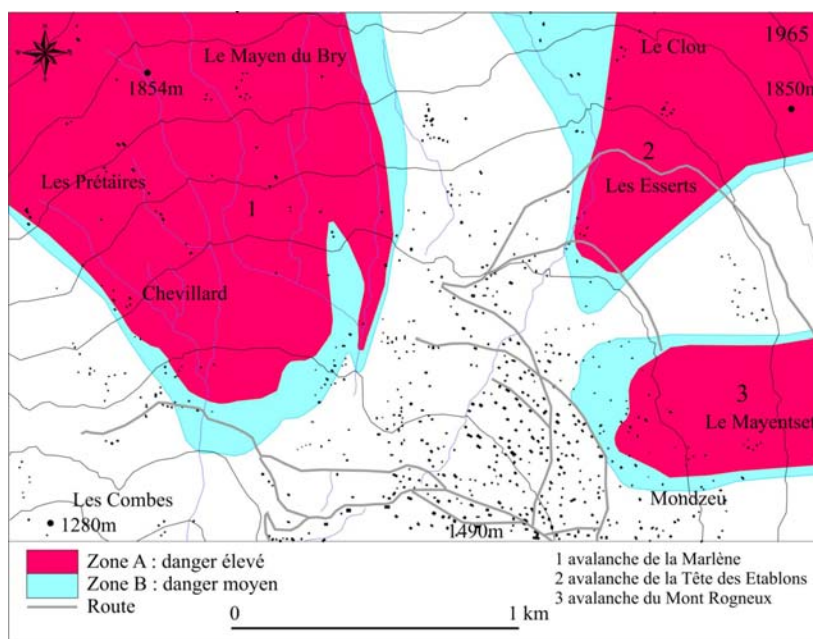 Le Mayen du Bry
1854m
Le Clou
1965
1850m
Les Prétaires
1
2
Les Esserts
Chevillard
3
Le Mayentset
Les Combes
1280m
1490m
Mondzeu
Zone A : danger élevé
Zone B : danger moyen
Route
0 1 km
1 avalanche de la Marlène
2 avalanche de la Tête des Etablons
3 avalanche du Mont Rogneux